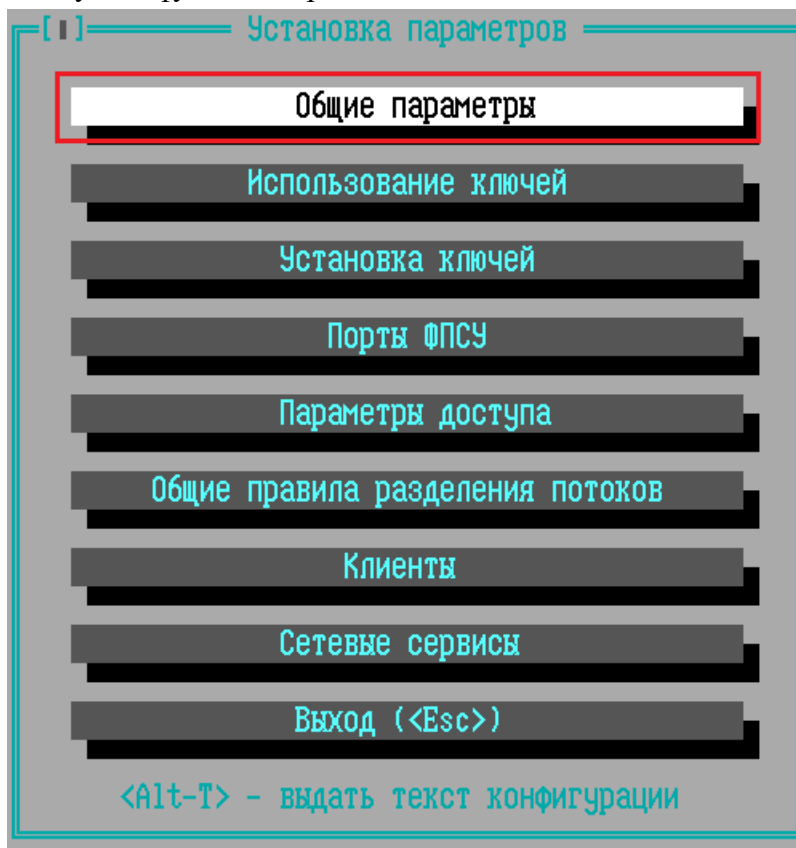 [▮] Установка параметров
Общие параметры
Использование ключей
Установка ключей
Порты ФПСУ
Параметры доступа
Общие правила разделения потоков
Клиенты
Сетевые сервисы
Выход (<Esc>)
<Alt-T> - выдать текст конфигурации